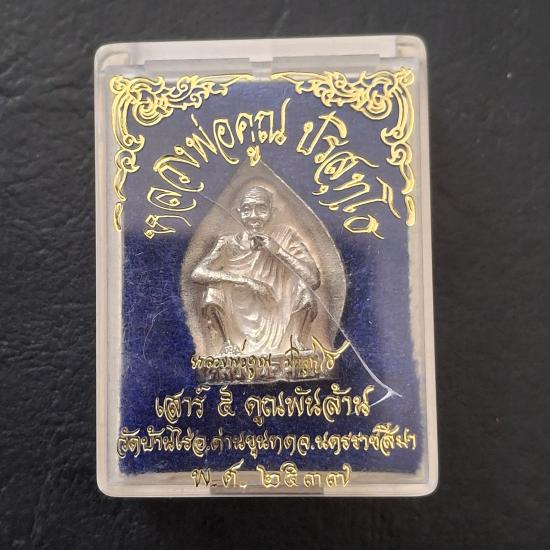 หลวงพ่อคูณ ปริสุทฺโธ
หลวงพ่อคูณ ปริสุทฺโธ
เสาร์ ๕ คูณพันล้าน
วัดบ้านไร่อ.ด่านขุนทดจ.นครราชสีมา
พ.ศ. ๒๕๓๗